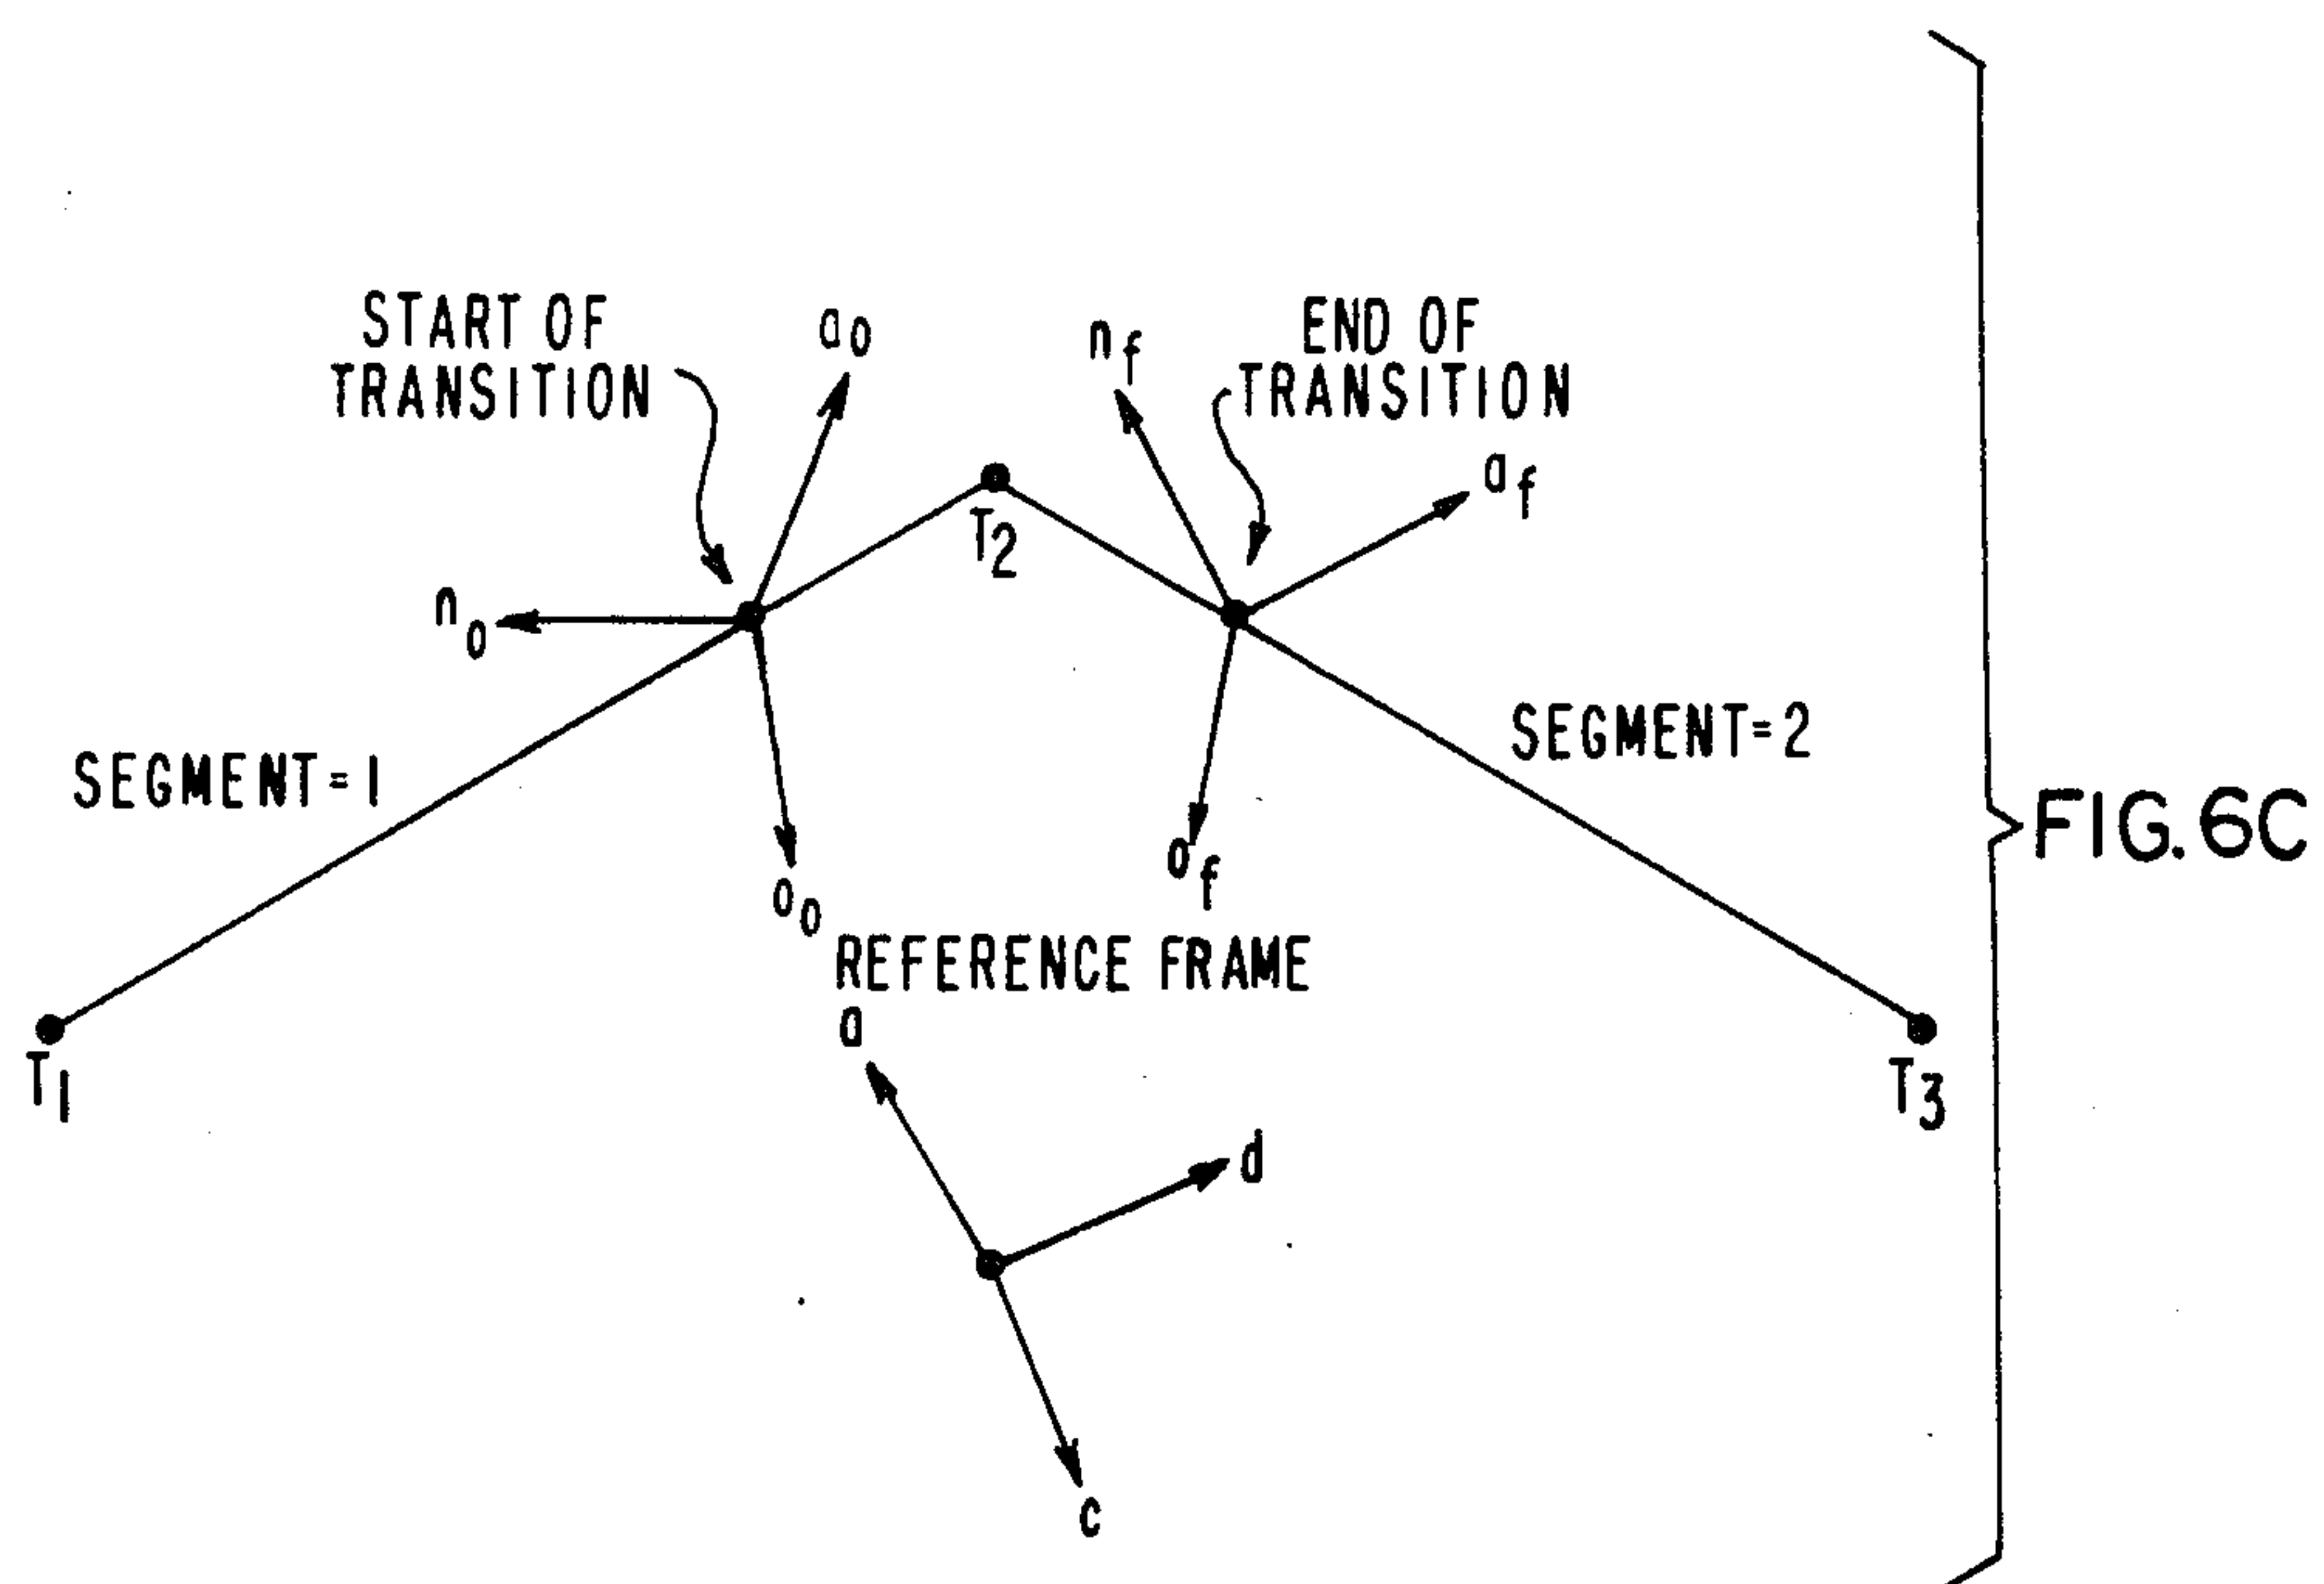 START OF
TRANSITION
a0
nf
END OF
TRANSITION
af
T2
n0
SEGMENT=1
SEGMENT=2
FIG.6C
o0
of
REFERENCE FRAME
a
T1
T3
d
c